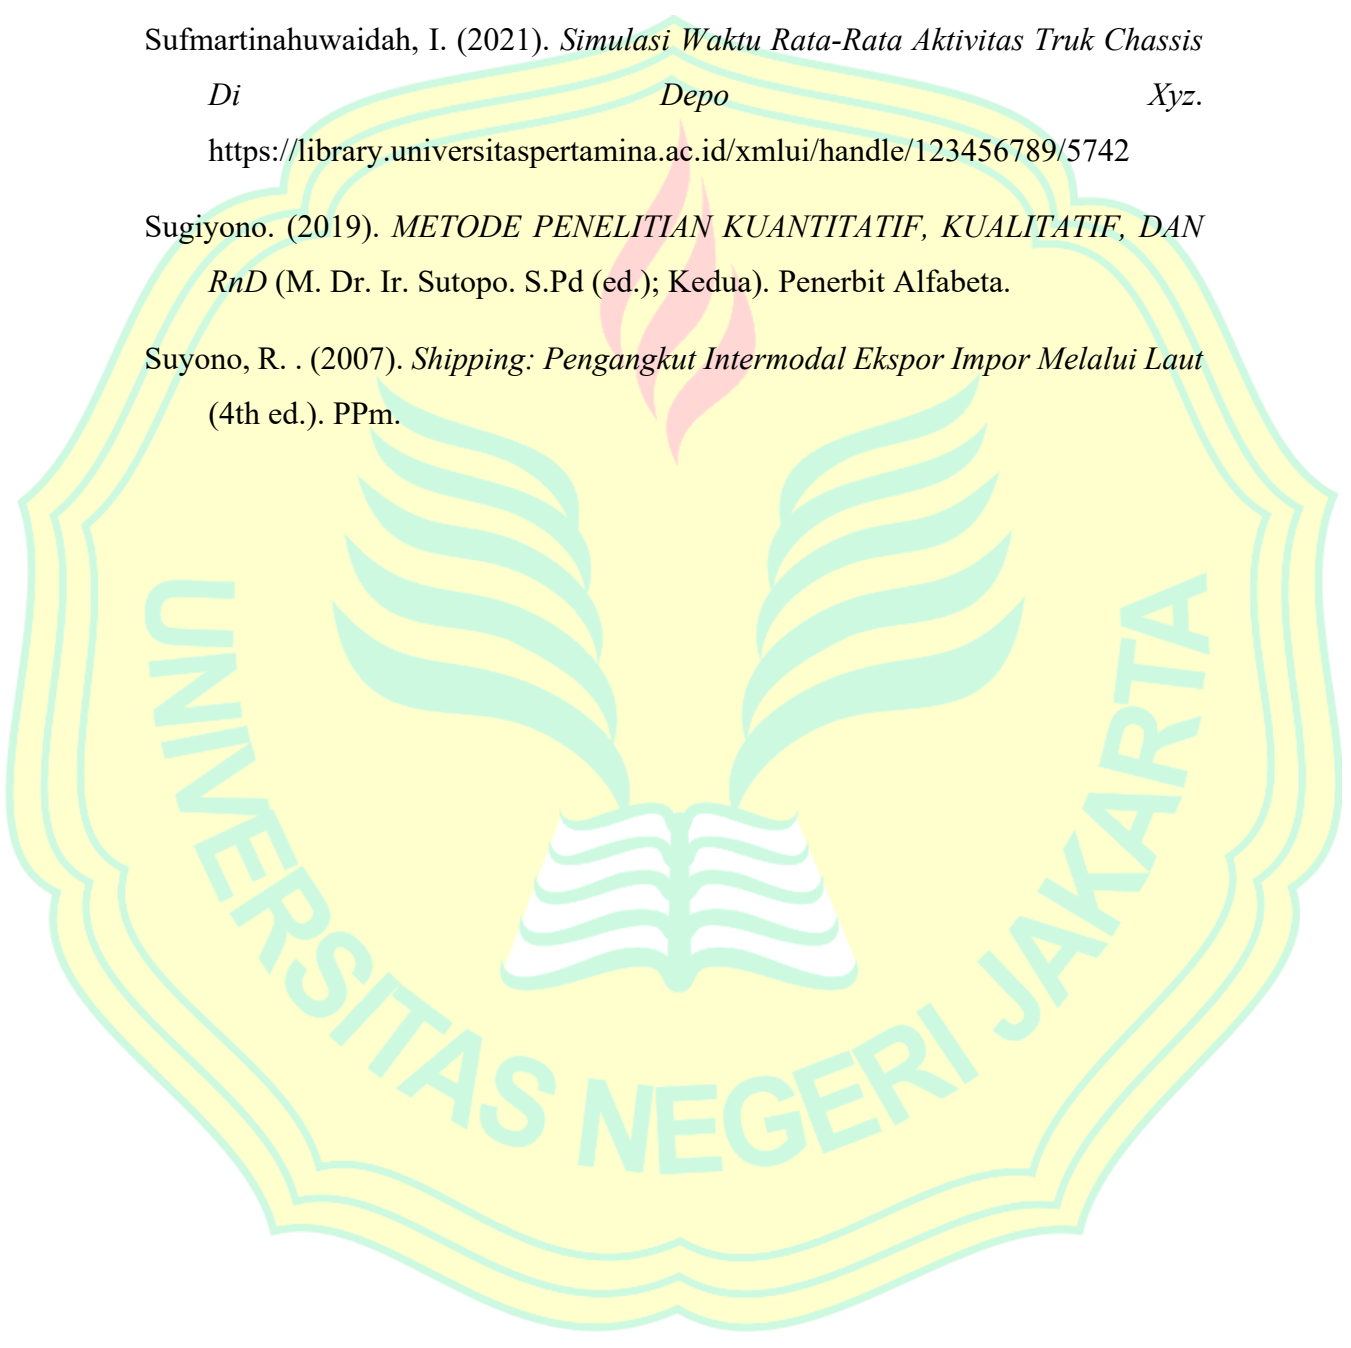 Sufmartinahuwaidah, I. (2021). Simulasi Waktu Rata-Rata Aktivitas Truk Chassis
Di Depo Xyz.
https://library.universitaspertamina.ac.id/xmlui/handle/123456789/5742
Sugiyono. (2019). METODE PENELITIAN KUANTITATIF, KUALITATIF, DAN
RnD (M. Dr. Ir. Sutopo. S.Pd (ed.); Kedua). Penerbit Alfabeta.
Suyono, R. . (2007). Shipping: Pengangkut Intermodal Ekspor Impor Melalui Laut
(4th ed.). PPm.
UNIVERSITAS NEGERI JAKARTA